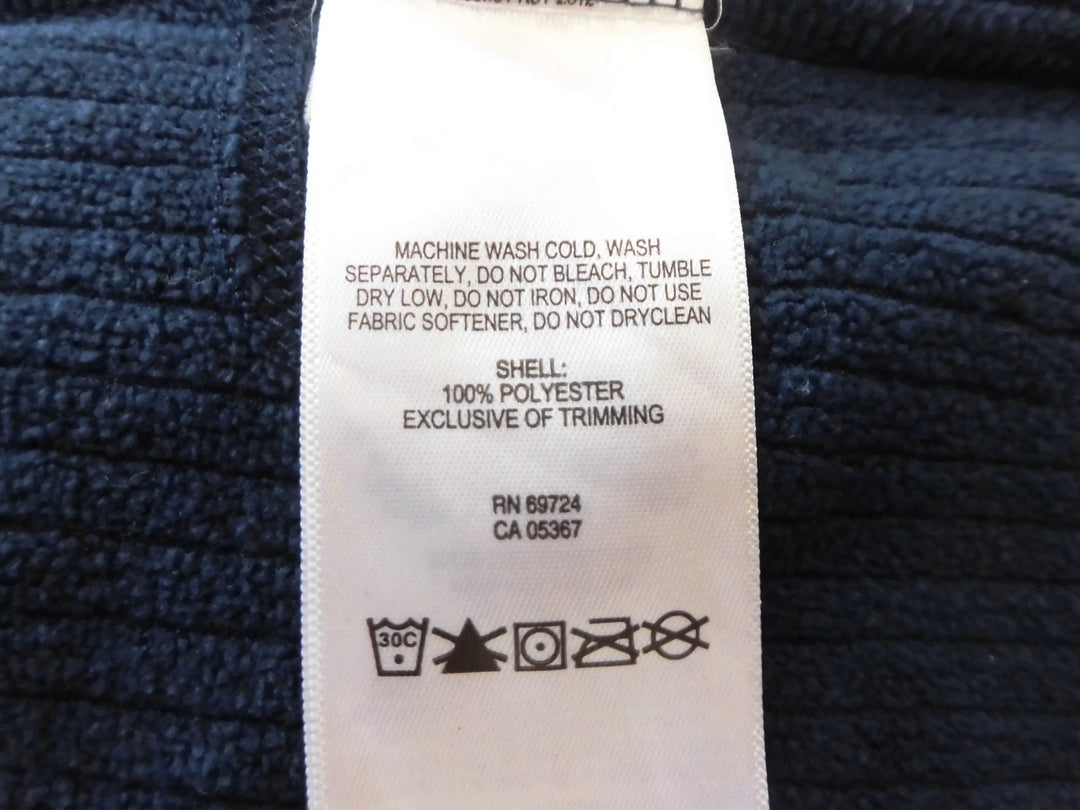 MACHINE WASH COLD, WASH
SEPARATELY, DO NOT BLEACH, TUMBLE
DRY LOW, DO NOT IRON, DO NOT USE
FABRIC SOFTENER, DO NOT DRYCLEAN
SHELL:
100% POLYESTER
EXCLUSIVE OF TRIMMING
RN 69724
CA 05367
30C